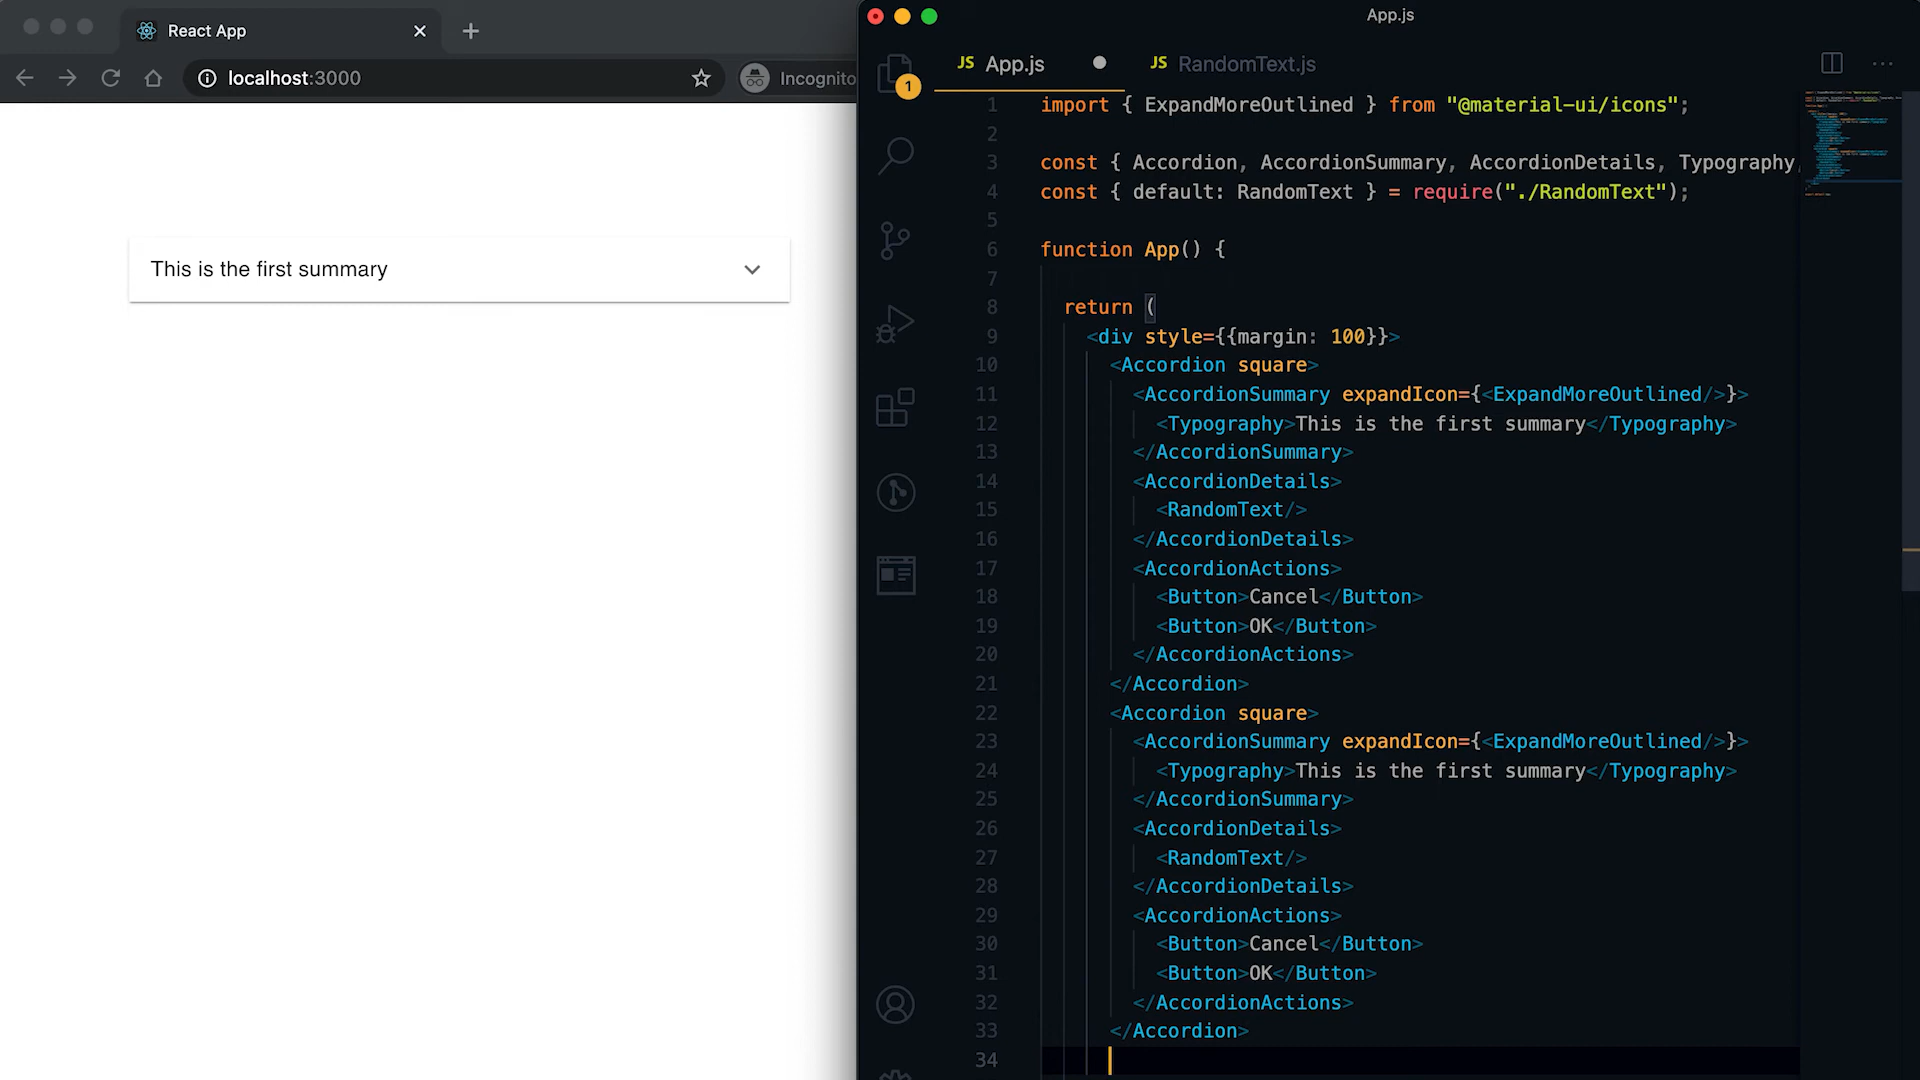 React App
localhost:3000
Incognito
This is the first summary
App.js
1
JS App.js
JS RandomText.js
1 import { ExpandMoreOutlined } from "@material-ui/icons";
2
3 const { Accordion, AccordionSummary, AccordionDetails, Typography,
4 const { default: RandomText } = require("./RandomText");
5
6 function App() {
7
8 return (
9 <div style={{margin: 100}}>
10 <Accordion square>
11 <AccordionSummary expandIcon={<ExpandMoreOutlined/>}>
12 <Typography>This is the first summary</Typography>
13 </AccordionSummary>
14 <AccordionDetails>
15 <RandomText/>
16 </AccordionDetails>
17 <AccordionActions>
18 <Button>Cancel</Button>
19 <Button>OK</Button>
20 </AccordionActions>
21 </Accordion>
22 <Accordion square>
23 <AccordionSummary expandIcon={<ExpandMoreOutlined/>}>
24 <Typography>This is the first summary</Typography>
25 </AccordionSummary>
26 <AccordionDetails>
27 <RandomText/>
28 </AccordionDetails>
29 <AccordionActions>
30 <Button>Cancel</Button>
31 <Button>OK</Button>
32 </AccordionActions>
33 </Accordion>
34